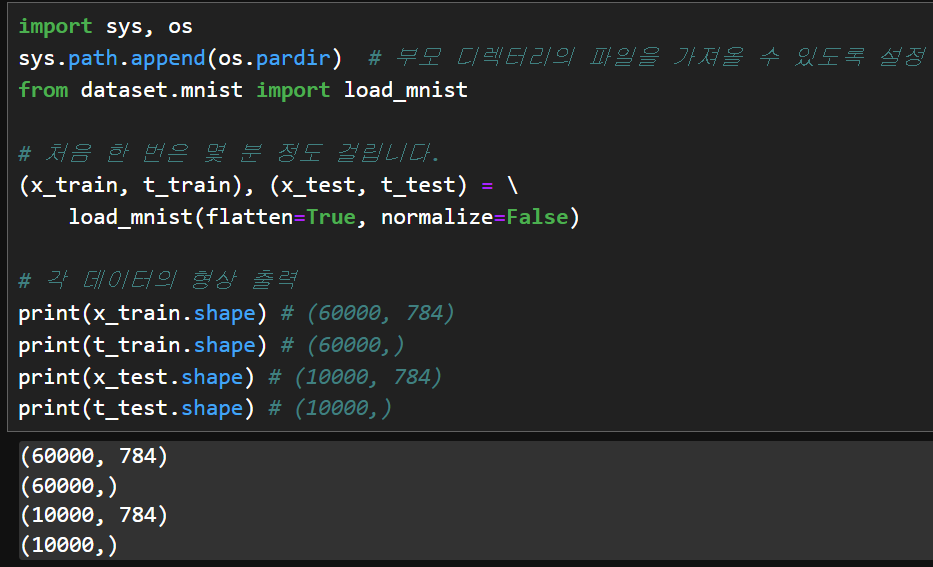 import sys, os
sys.path.append(os.pardir)  # 부모 디렉터리의 파일을 가져올 수 있도록 설정
from dataset.mnist import load_mnist
# 처음 한 번은 몇 분 정도 걸립니다.
(x_train, t_train), (x_test, t_test) = \
    load_mnist(flatten=True, normalize=False)
# 각 데이터의 형상 출력
print(x_train.shape) # (60000, 784)
print(t_train.shape) # (60000,)
print(x_test.shape) # (10000, 784)
print(t_test.shape) # (10000,)
(60000, 784)
(60000,)
(10000, 784)
(10000,)